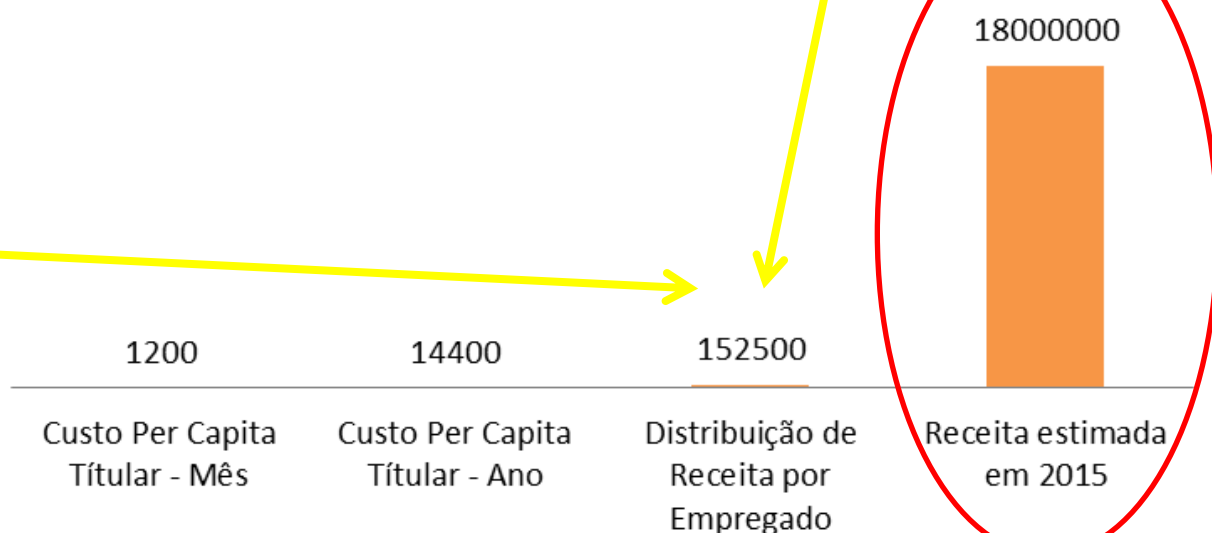 18000000
1200
14400
152500
Custo Per Capita
Títular - Mês
Custo Per Capita
Títular - Ano
Distribuição de
Receita por
Empregado
Receita estimada
em 2015